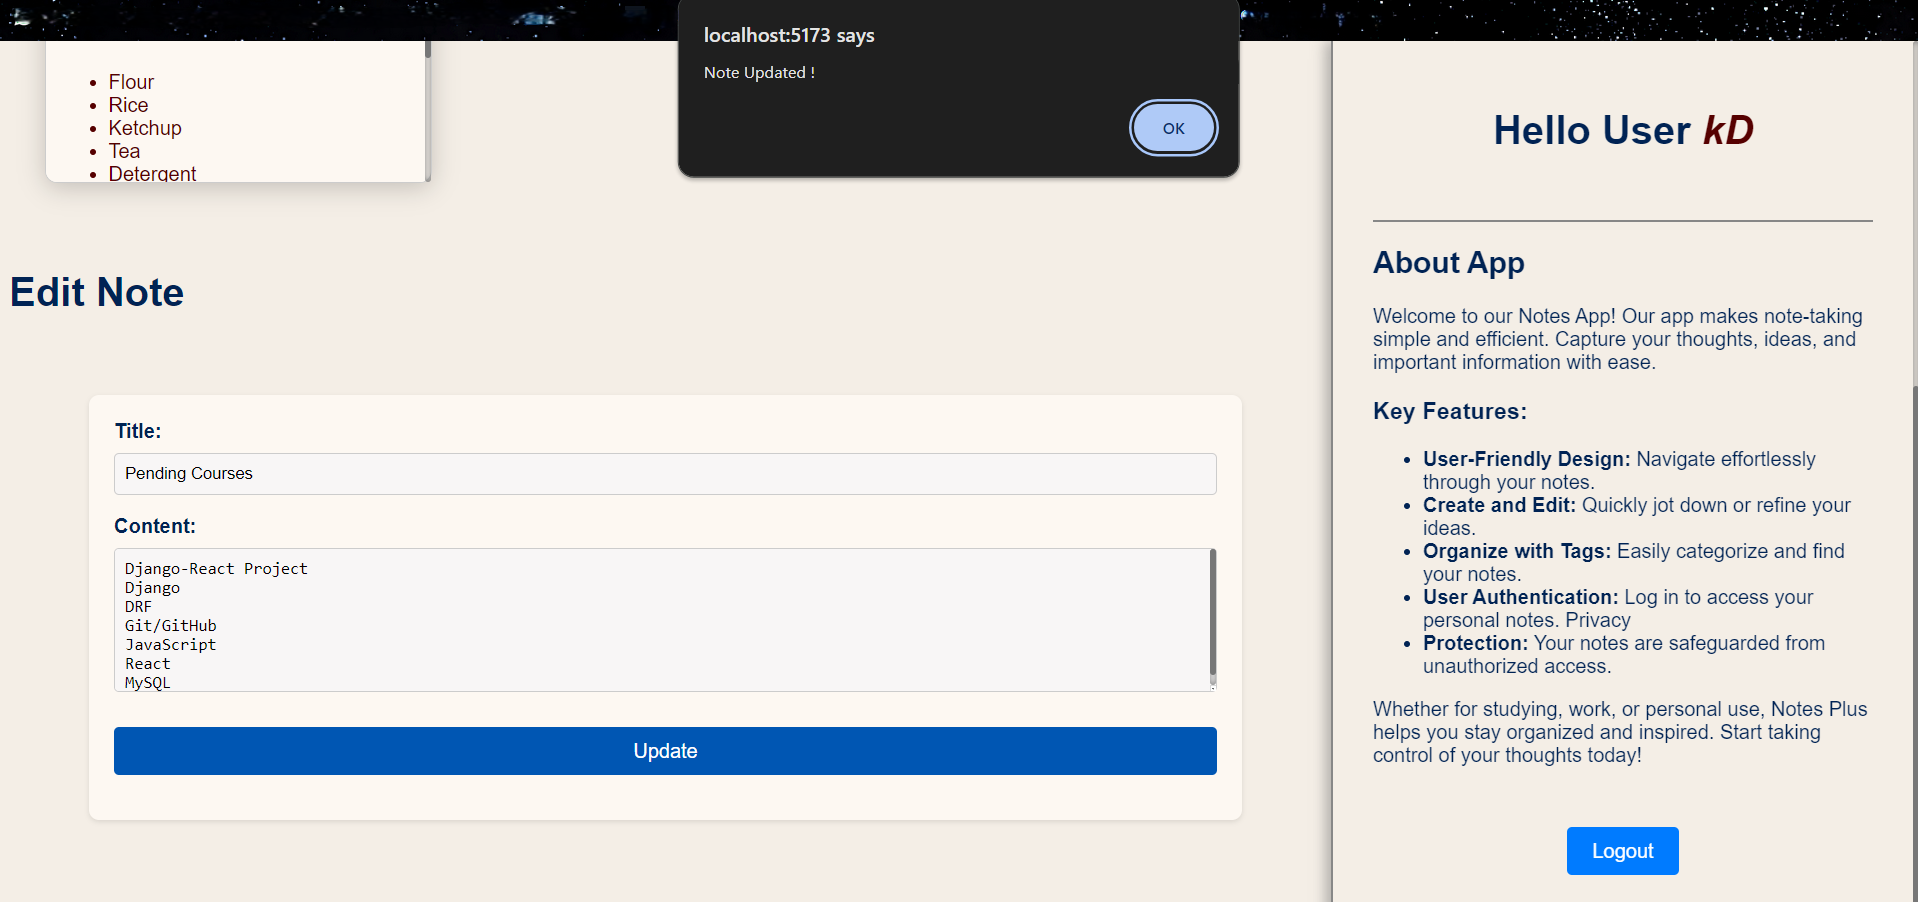 localhost:5173 says
Note Updated !
OK
Flour
Rice
Ketchup
Tea
Detergent
Edit Note
Title:
Pending Courses
Content:
Django-React Project
Django
DRF
Git/GitHub
JavaScript
React
MySQL
Update
Hello User kD
About App
Welcome to our Notes App! Our app makes note-taking
simple and efficient. Capture your thoughts, ideas, and
important information with ease.
Key Features:
User-Friendly Design: Navigate effortlessly
through your notes.
Create and Edit: Quickly jot down or refine your
ideas.
Organize with Tags: Easily categorize and find
your notes.
User Authentication: Log in to access your
personal notes. Privacy
Protection: Your notes are safeguarded from
unauthorized access.
Whether for studying, work, or personal use, Notes Plus
helps you stay organized and inspired. Start taking
control of your thoughts today!
Logout